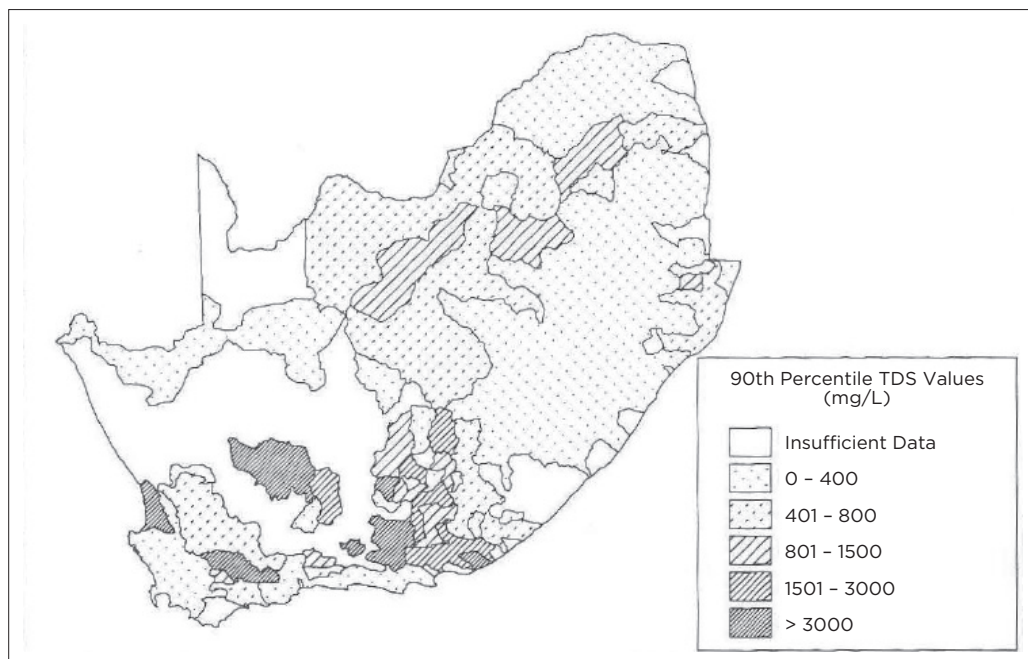 90th Percentile TDS Values
(mg/L)
Insufficient Data
0 – 400
401 – 800
801 – 1500
1501 – 3000
> 3000